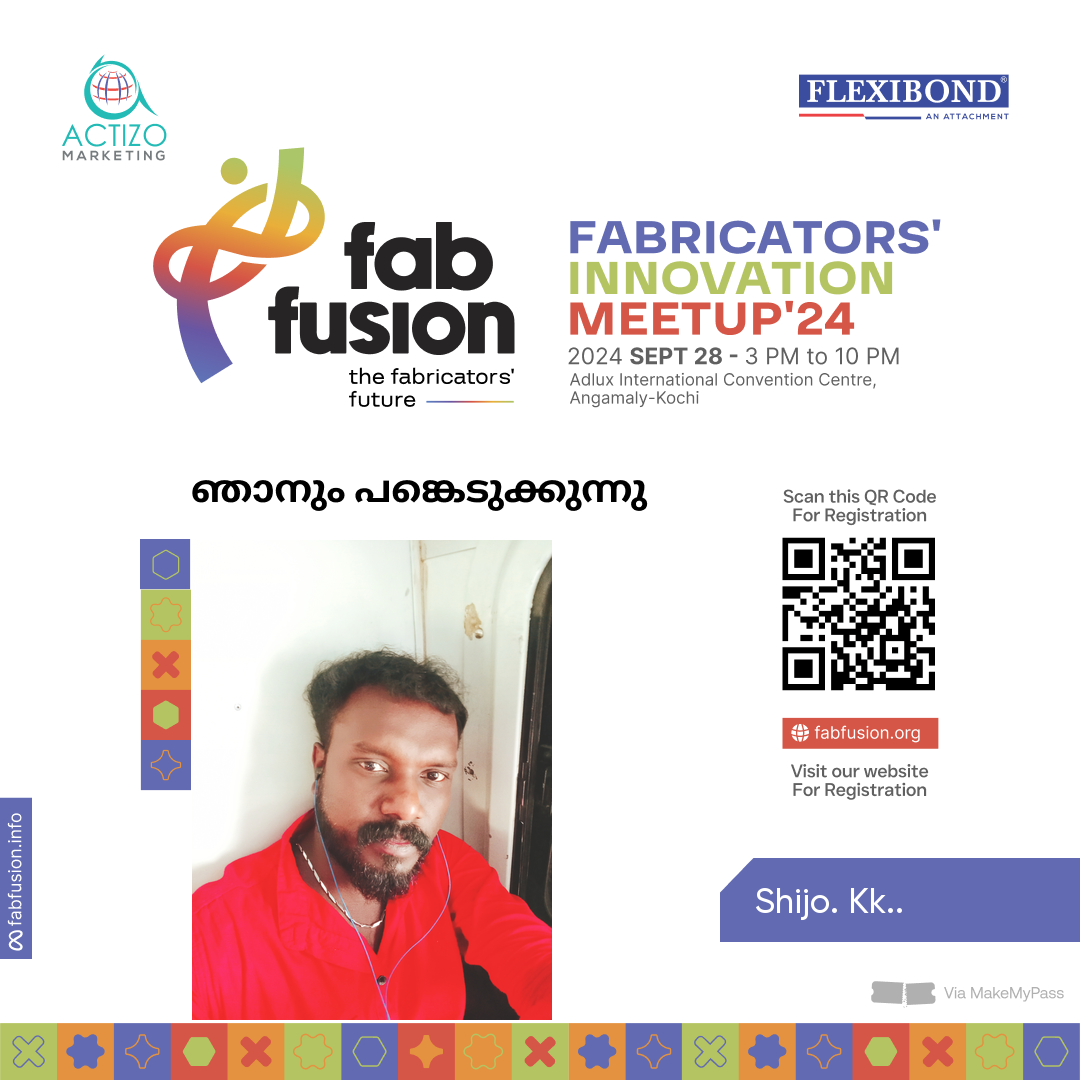 ACTIZO
MARKETING
FLEXIBOND®
AN ATTACHMENT
fab
fusion
the fabricators'
future
FABRICATORS'
INNOVATION
MEETUP'24
2024 SEPT 28 - 3 PM to 10 PM
Adlux International Convention Centre,
Angamaly-Kochi
ഞാനും പങ്കെടുക്കുന്നു
Scan this QR Code
For Registration
fabfusion.org
Visit our website
For Registration
fabfusion.info
Shijo. Kk..
Via MakeMyPass